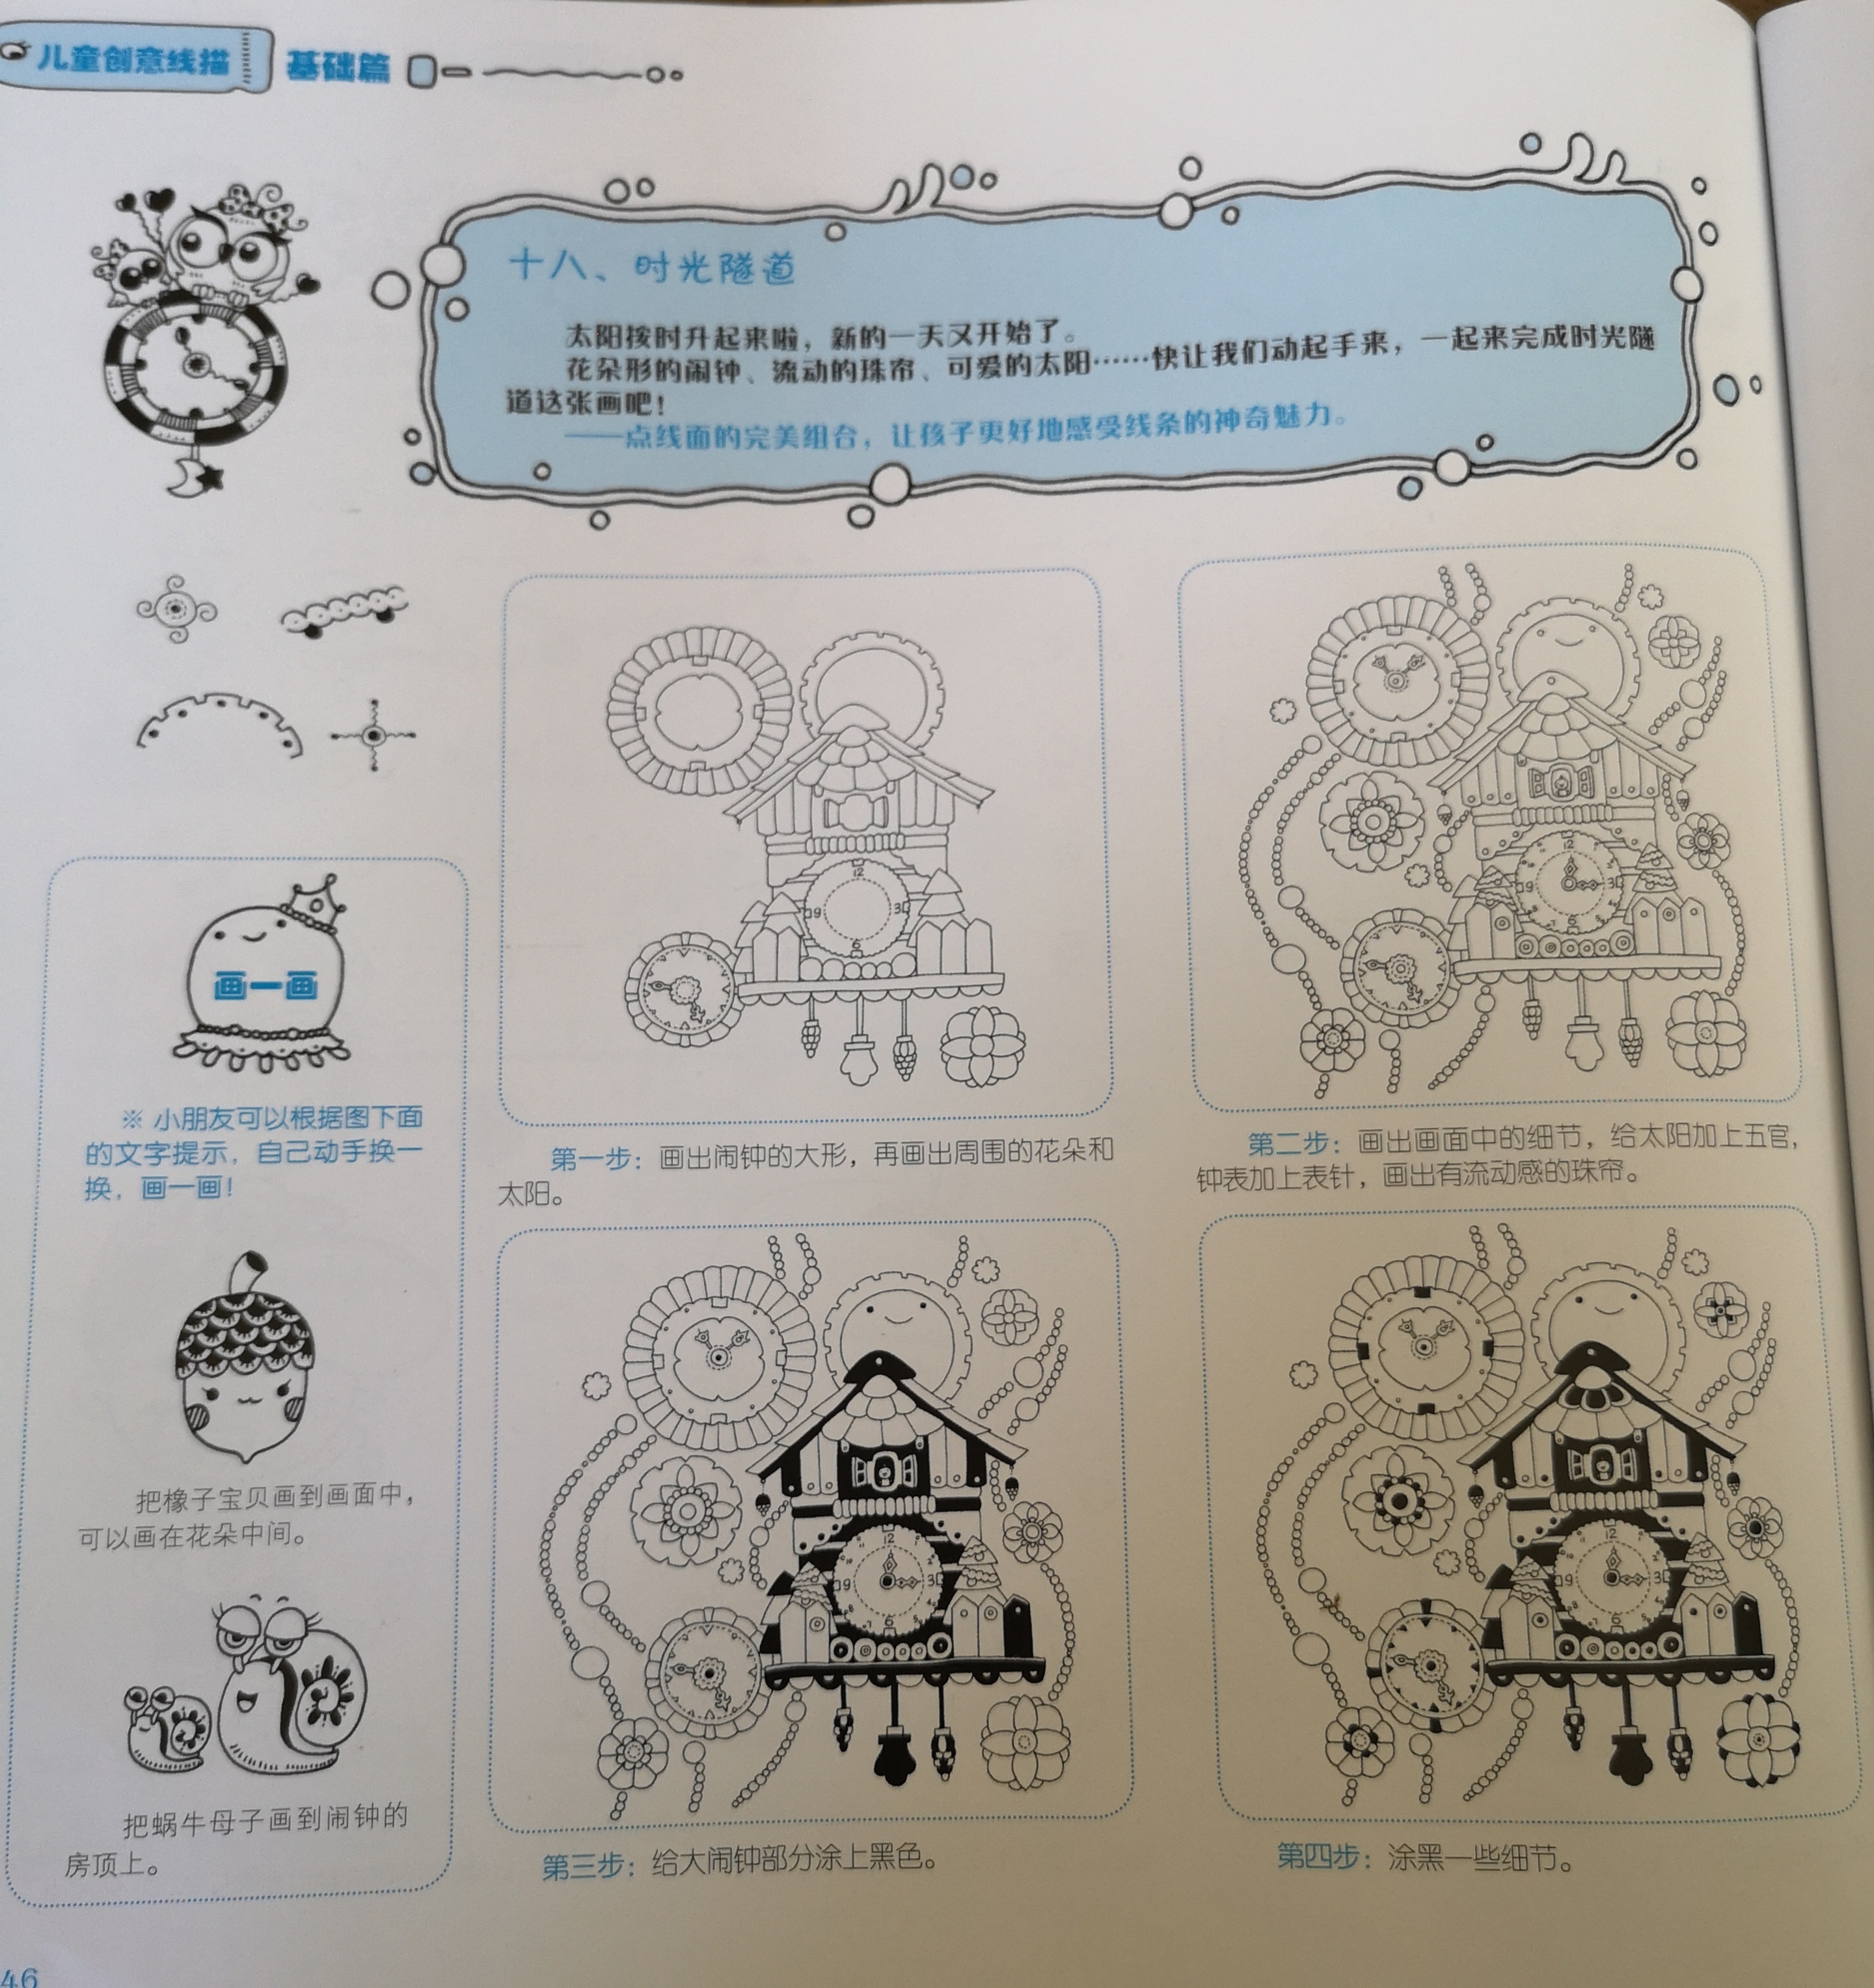 儿童创意线描 基础篇
十八、时光隧道
太阳按时升起来啦，新的一天又开始了。
花朵形的闹钟、流动的珠帘、可爱的太阳……快让我们动起手来，一起来完成时光隧
道这张画吧！
——点线面的完美组合，让孩子更好地感受线条的神奇魅力。
画一画
※ 小朋友可以根据图下面
的文字提示，自己动手换一
换，画一画！
把橡子宝贝画到画面中，
可以画在花朵中间。
把蜗牛母子画到闹钟的
房顶上。
12
9 3
6
第一步：画出闹钟的大形，再画出周围的花朵和
太阳。
12
9 3
6
第二步：画出画面中的细节，给太阳加上五官，
钟表加上表针，画出有流动感的珠帘。
12
9 3
6
第三步：给大闹钟部分涂上黑色。
12
9 3
6
第四步：涂黑一些细节。
46